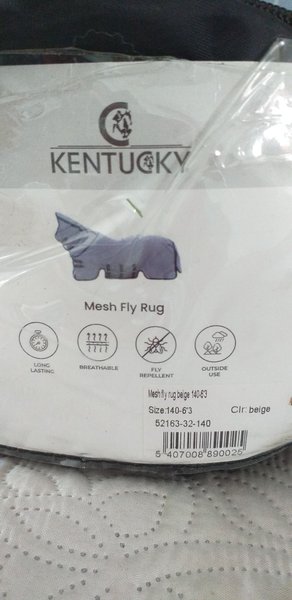 KENTUCKY
Mesh Fly Rug
LONG LASTING
BREATHABLE
FLY REPELLENT
OUTSIDE USE
Mesh fly rug beige 140-6'3
Size:140-6'3 Clr: beige
52163-32-140
5 407008 890025